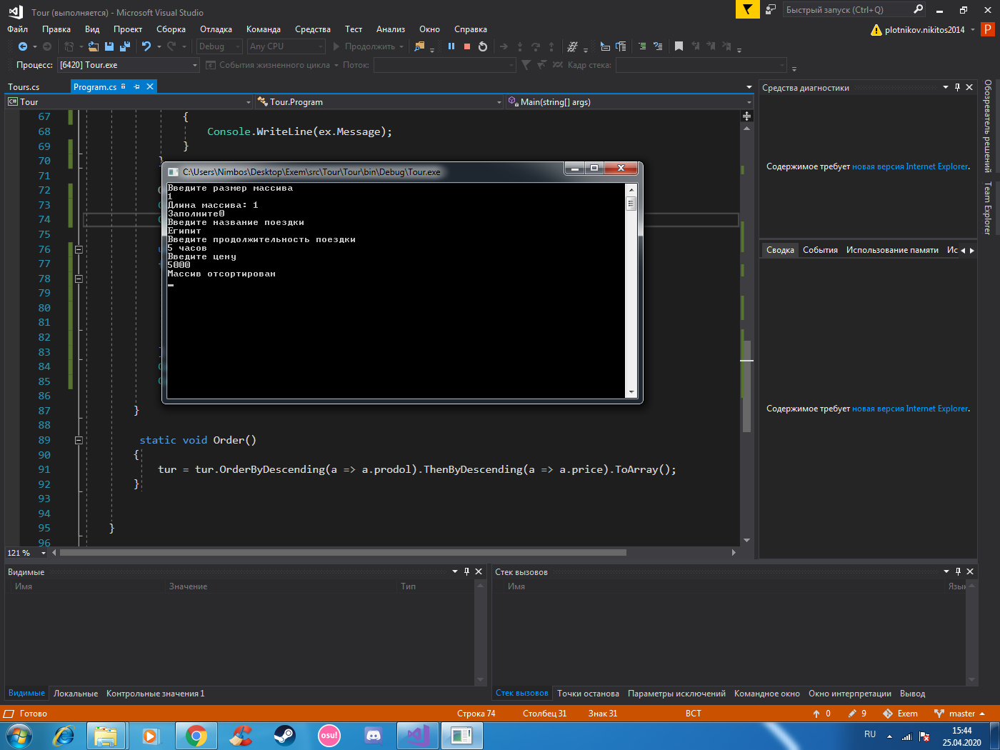 Tour (выполняется) - Microsoft Visual Studio
Быстрый запуск (Ctrl+Q)
Файл Правка Вид Проект Сборка Отладка Команда Средства Тест Анализ Окно Справка
plotnikov.nikitos2014 P
Debug Any CPU Продолжить
Процесс: [6420] Tour.exe События жизненного цикла Поток: Кадр стека:
Tours.cs Program.cs
C# Tour Tour.Program Main(string[] args)
67 {
68 Console.WriteLine(ex.Message);
69 }
70 }
71
72
73
74
75
76
77
78
79
80
81
82
83
84
85
86
87 }
88
89 static void Order()
90 {
91 tur = tur.OrderByDescending(a => a.prodol).ThenByDescending(a => a.price).ToArray();
92 }
93
94
95 }
96
121 %
C:\Users\Nimbos\Desktop\Exem\src\Tour\Tour\bin\Debug\Tour.exe
Введите размер массива
1
Длина массива: 1
Заполните0
Введите название поездки
Египит
Введите продолжительность поездки
5 часов
Введите цену
5000
Массив отсортирован
Средства диагностики
Содержимое требует новая версия Internet Explorer.
Сводка События Использование памяти Ис
Содержимое требует новая версия Internet Explorer.
Обозреватель решений
Team Explorer
Видимые
Имя Значение Тип
Видимые Локальные Контрольные значения 1
Стек вызовов
Имя Язык
Стек вызовов Точки останова Параметры исключений Командное окно Окно интерпретации Вывод
Готово Строка 74 Столбец 31 Знак 31 ВСТ 0 9 Exem master
osu!
RU
15:44
25.04.2020